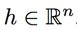 h ∈ ℝⁿ.